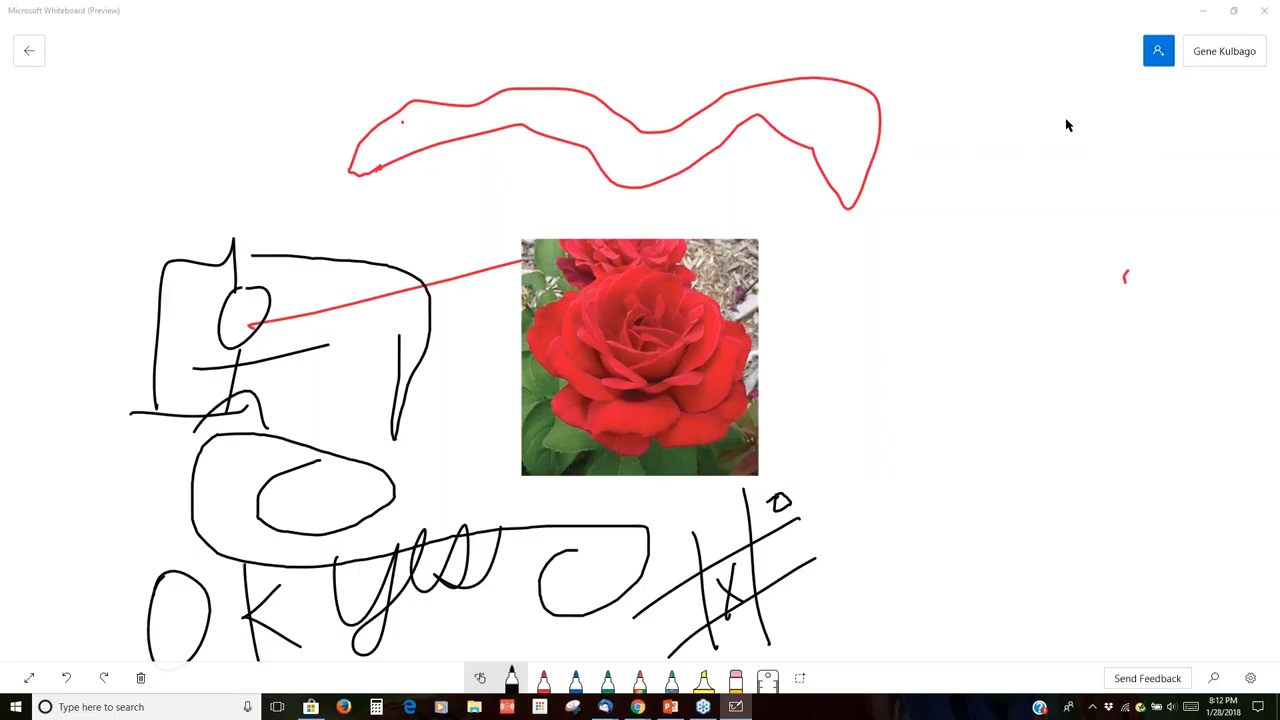 Microsoft Whiteboard (Preview)
Gene Kulbago
OK yes
O
X
Send Feedback
Type here to search
8:12 PM
1/28/2018